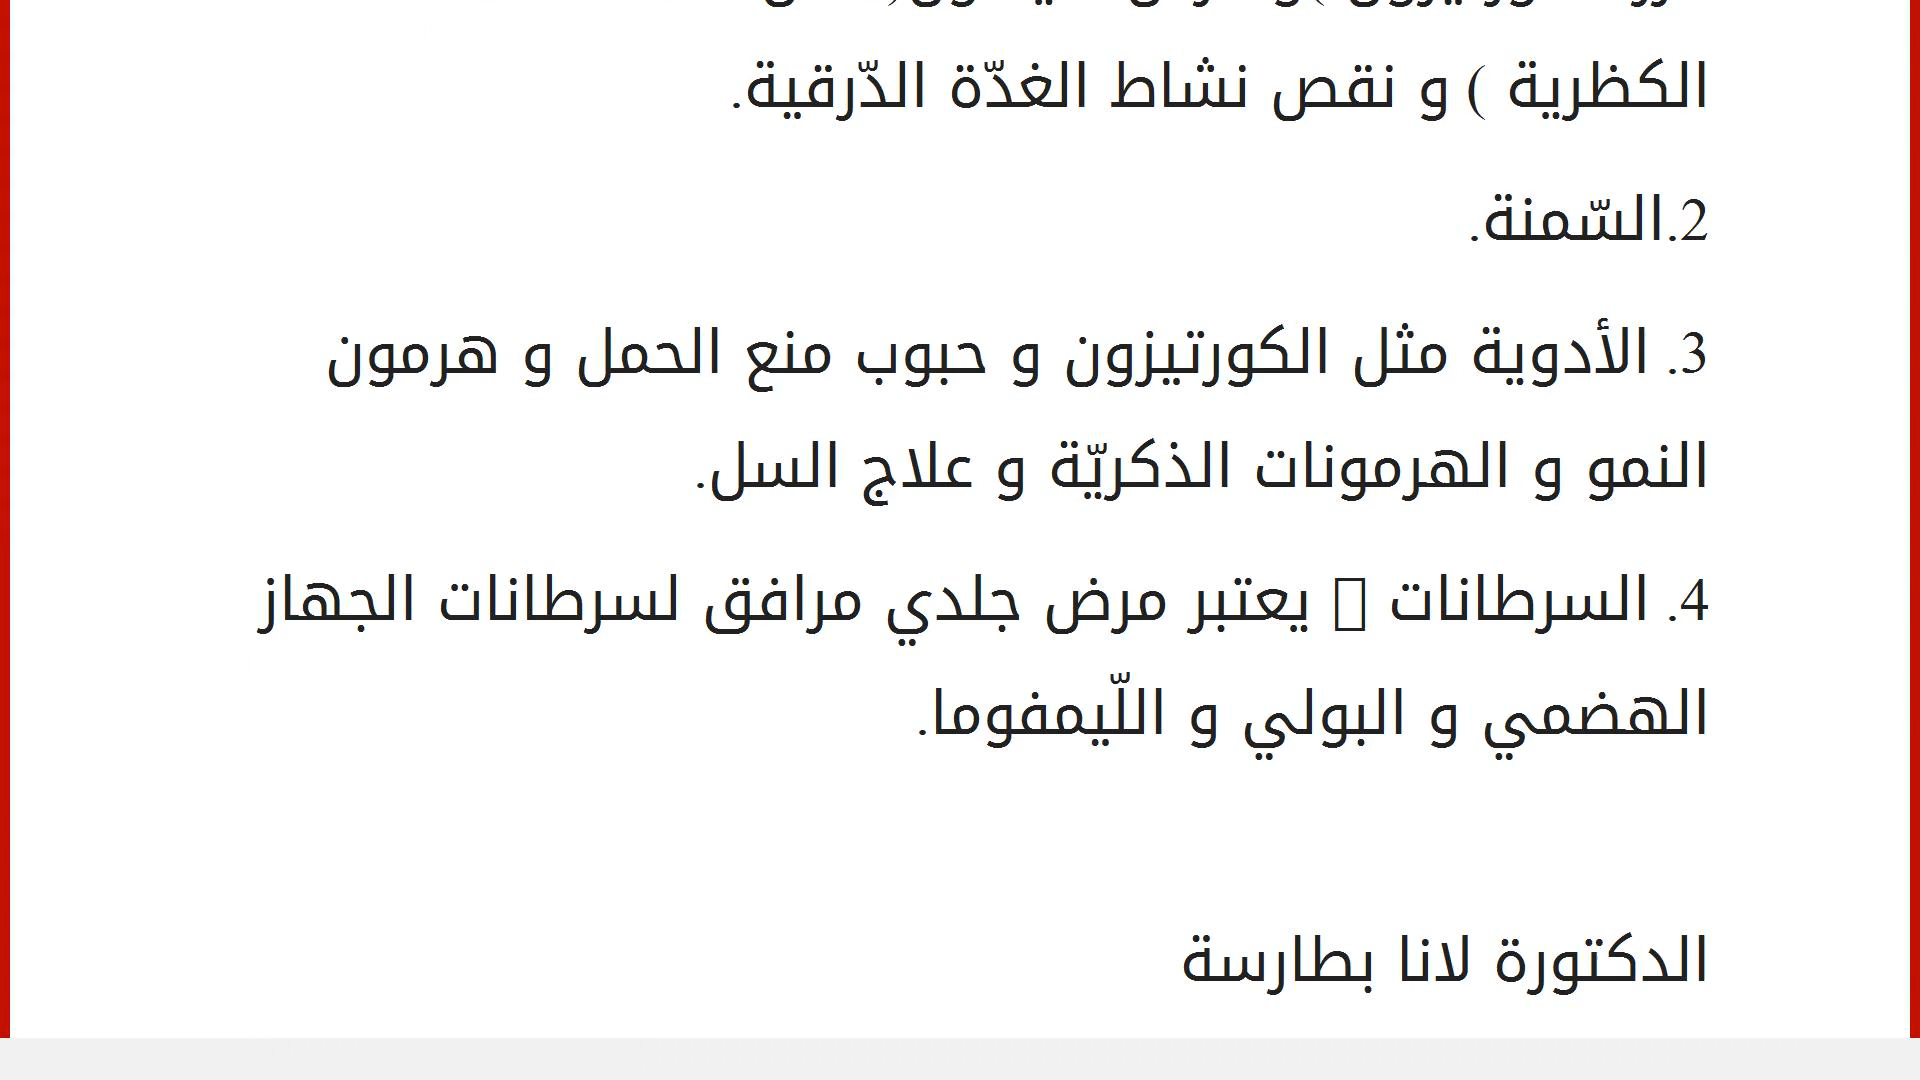 الكظرية ) و نقص نشاط الغدّة الدّرقية.
2.السّمنة.
3. الأدوية مثل الكورتيزون و حبوب منع الحمل و هرمون
النمو و الهرمونات الذكريّة و علاج السل.
4. السرطانات  يعتبر مرض جلدي مرافق لسرطانات الجهاز
الهضمي و البولي و اللّيمفوما.
الدكتورة لانا بطارسة